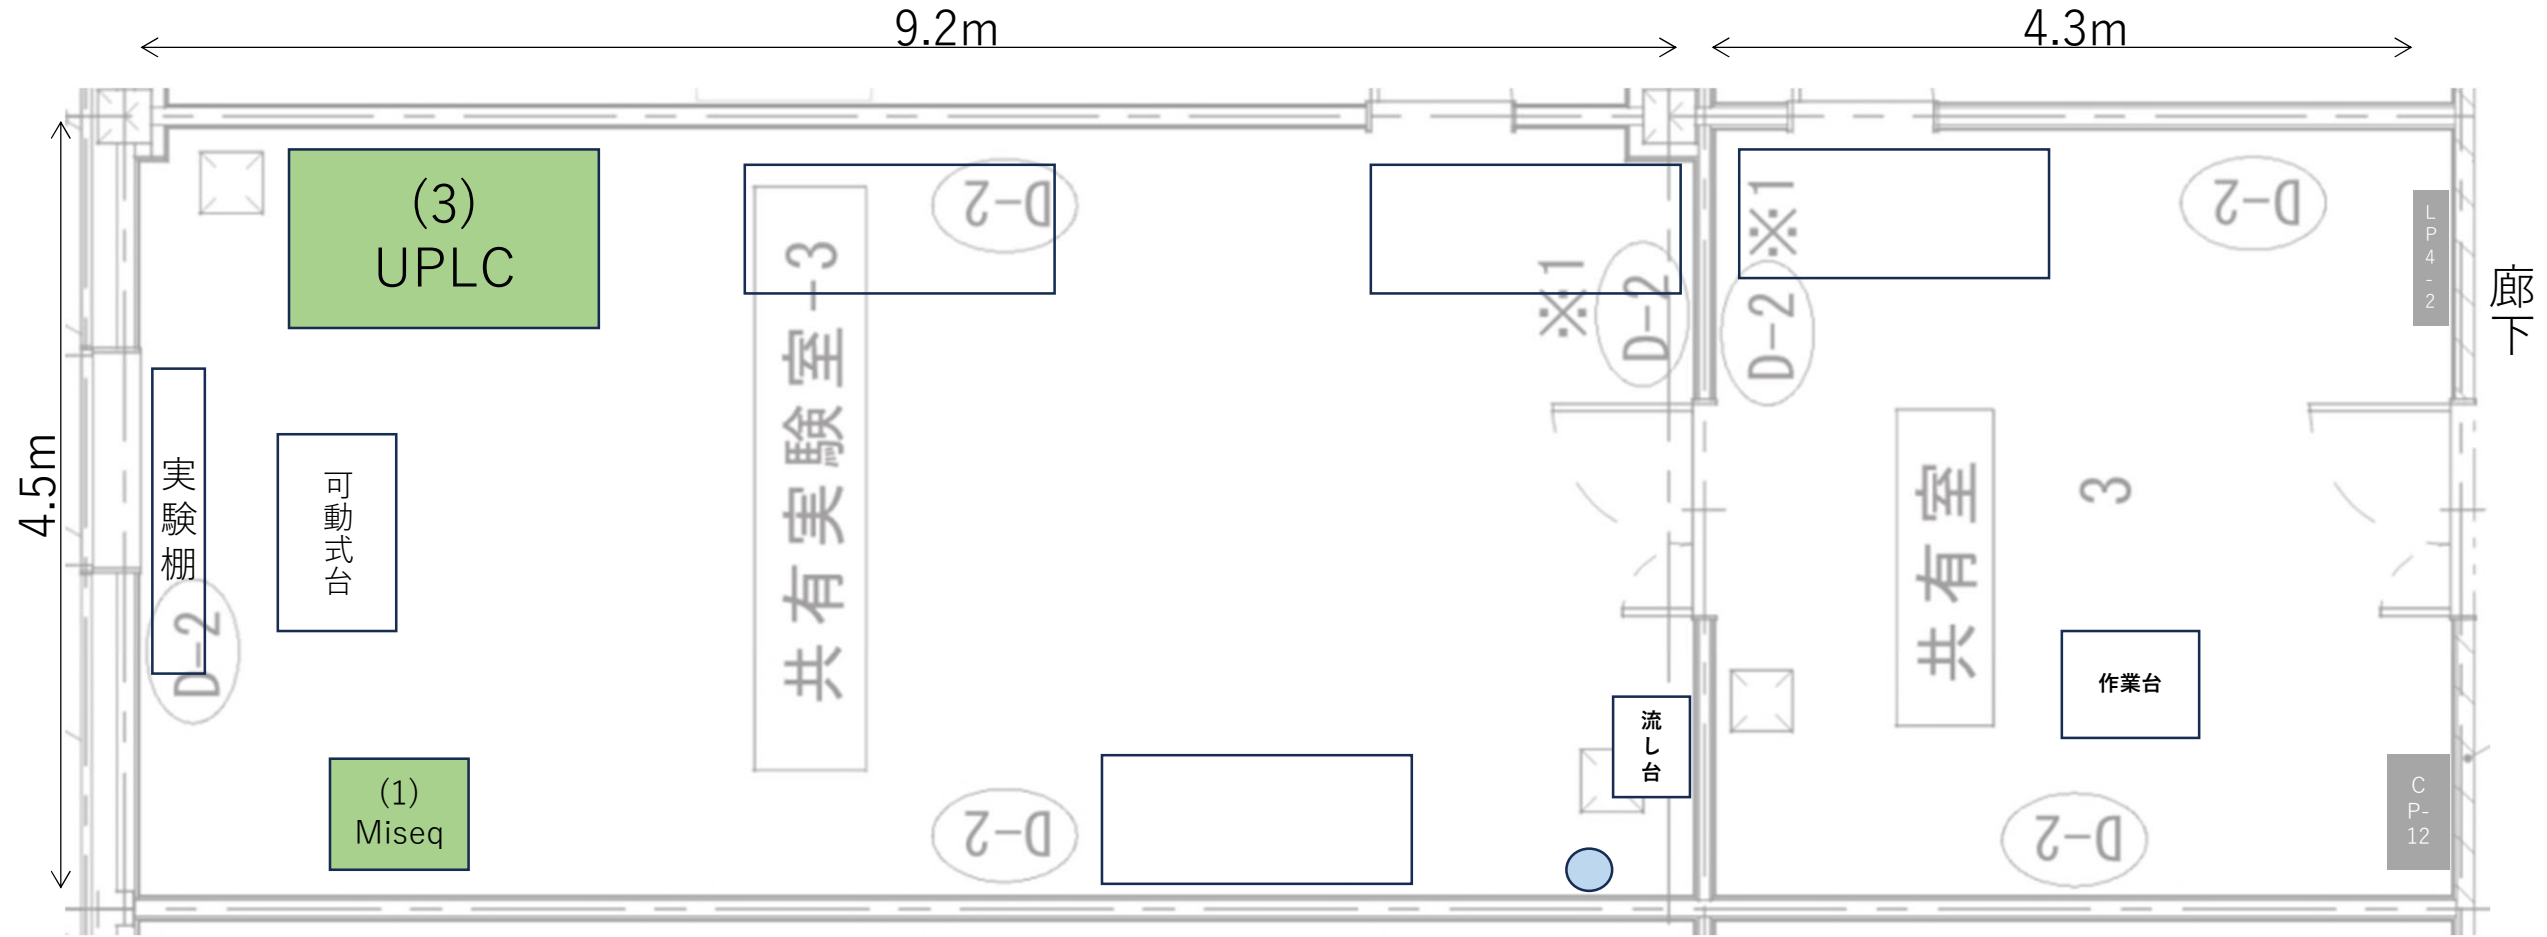 9.2m
4.3m
4.5m
(3)
UPLC
D-2
※1
D-2
※1
D-2
D-2
LP4-2
廊下
実験棚
可動式台
共有実験室-3
共有室
3
D-2
流し台
作業台
(1)
Miseq
D-2
D-2
CP-12